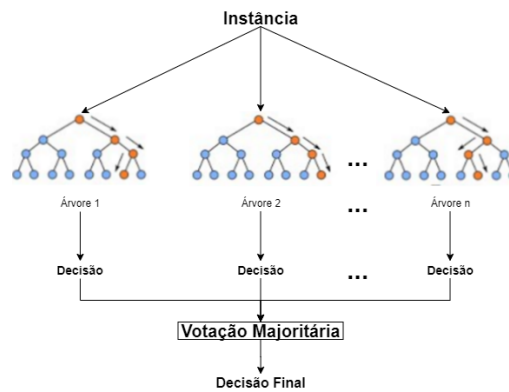 Instância
...
Árvore 1
Árvore 2
...
Árvore n
Decisão
Decisão
...
Decisão
Votação Majoritária
Decisão Final